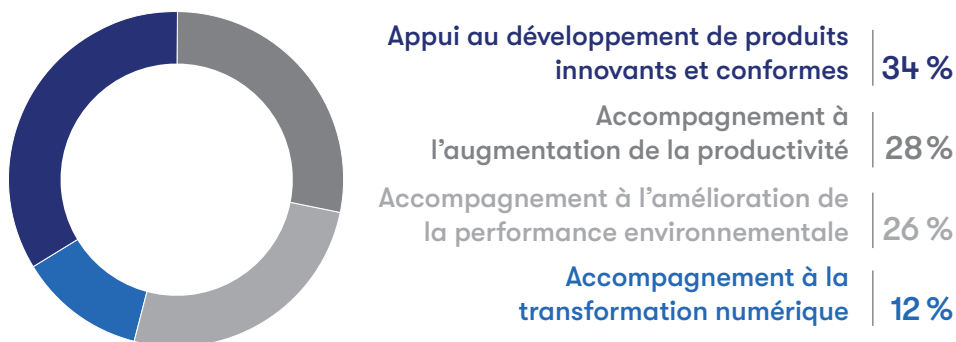 Appui au développement de produits
innovants et conformes
34 %
Accompagnement à
l'augmentation de la productivité
28 %
Accompagnement à l'amélioration de
la performance environnementale
26 %
Accompagnement à la
transformation numérique
12 %